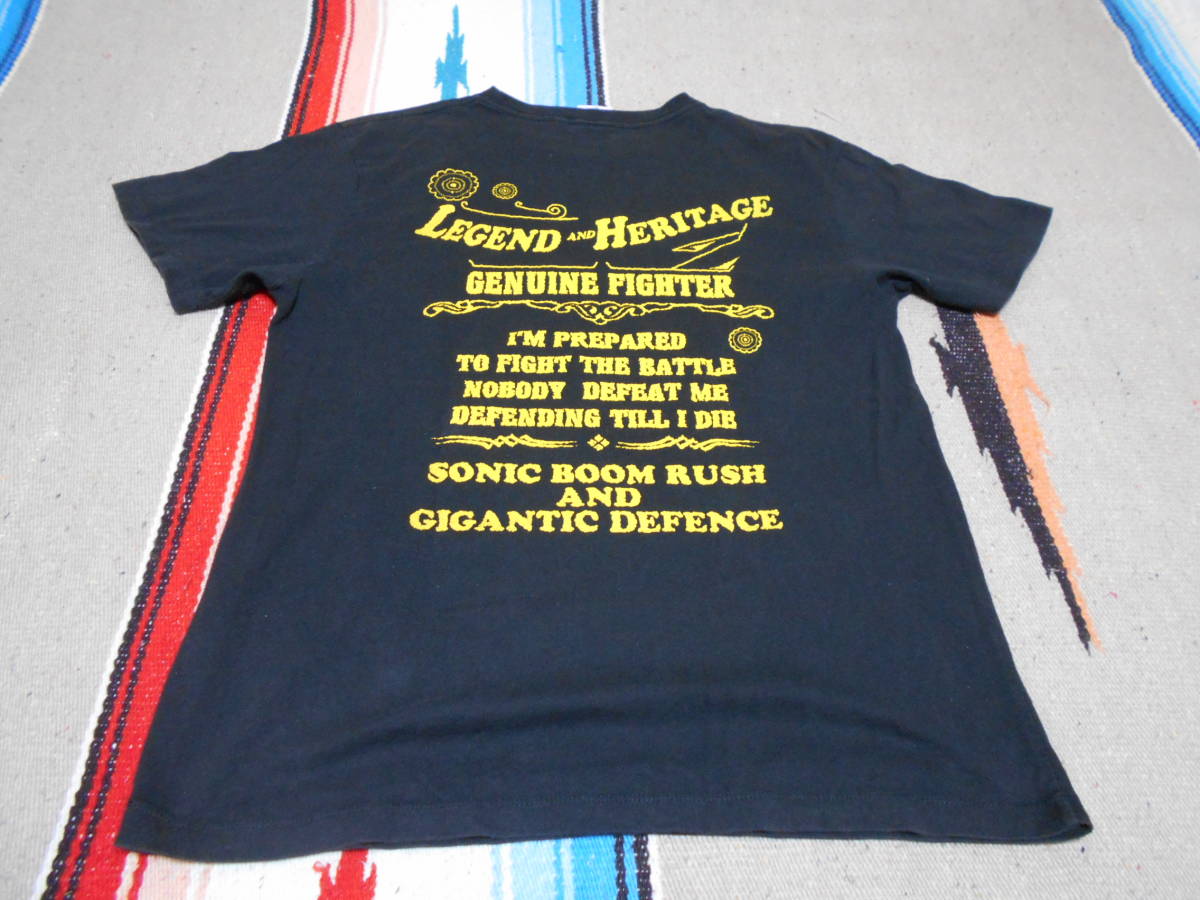 LEGEND AND HERITAGE
GENUINE FIGHTER
I'M PREPARED
TO FIGHT THE BATTLE
NOBODY DEFEAT ME
DEFENDING TILL I DIE
SONIC BOOM RUSH
AND
GIGANTIC DEFENCE